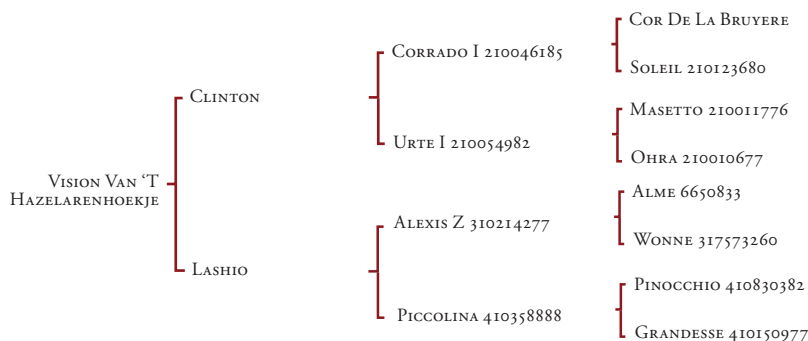 Cor De La Bruyere
Corrado I 210046185
Soleil 210123680
Clinton
Masetto 210011776
Urte I 210054982
Ohra 210010677
Vision Van ‘T
Hazelarenhoekje
Alme 6650833
Alexis Z 310214277
Wonne 317573260
Lashio
Pinocchio 410830382
Piccolina 410358888
Grandesse 410150977